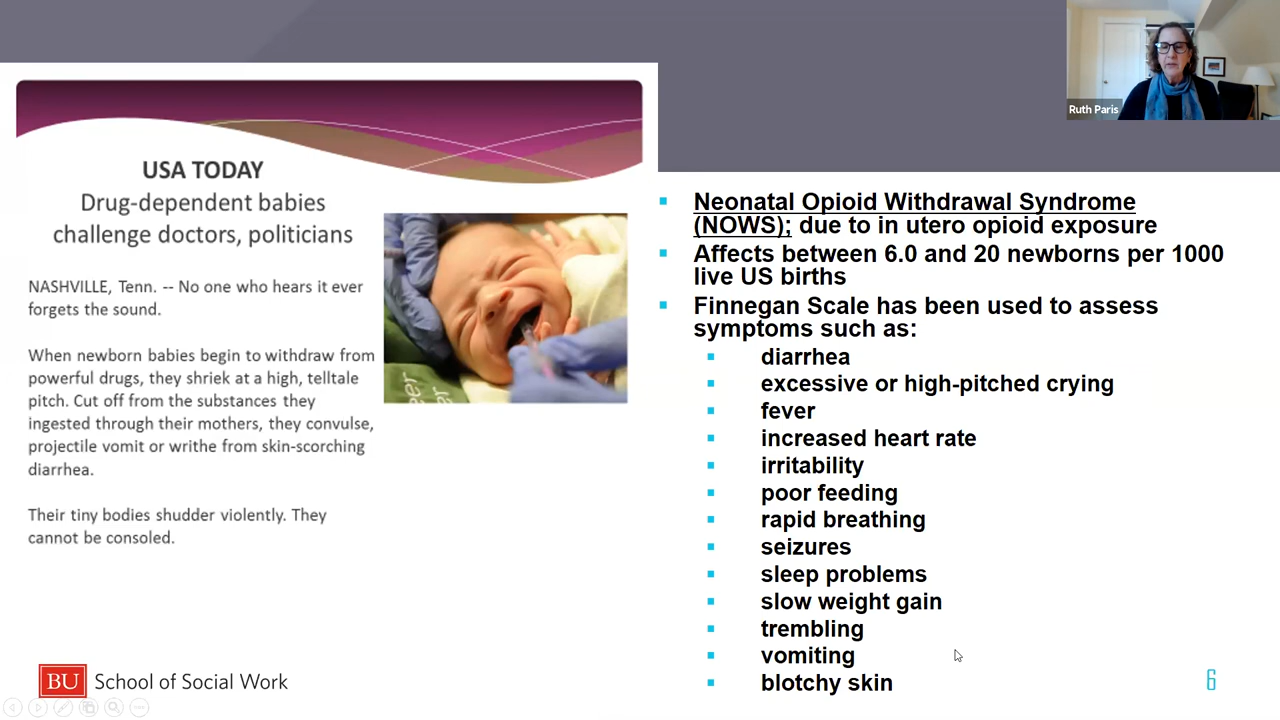 Ruth Paris
USA TODAY
Drug-dependent babies
challenge doctors, politicians
NASHVILLE, Tenn. -- No one who hears it ever
forgets the sound.
When newborn babies begin to withdraw from
powerful drugs, they shriek at a high, telltale
pitch. Cut off from the substances they
ingested through their mothers, they convulse,
projectile vomit or writhe from skin-scorching
diarrhea.
Their tiny bodies shudder violently. They
cannot be consoled.
Neonatal Opioid Withdrawal Syndrome
(NOWS); due to in utero opioid exposure
Affects between 6.0 and 20 newborns per 1000
live US births
Finnegan Scale has been used to assess
symptoms such as:
diarrhea
excessive or high-pitched crying
fever
increased heart rate
irritability
poor feeding
rapid breathing
seizures
sleep problems
slow weight gain
trembling
vomiting
blotchy skin
BU School of Social Work
6